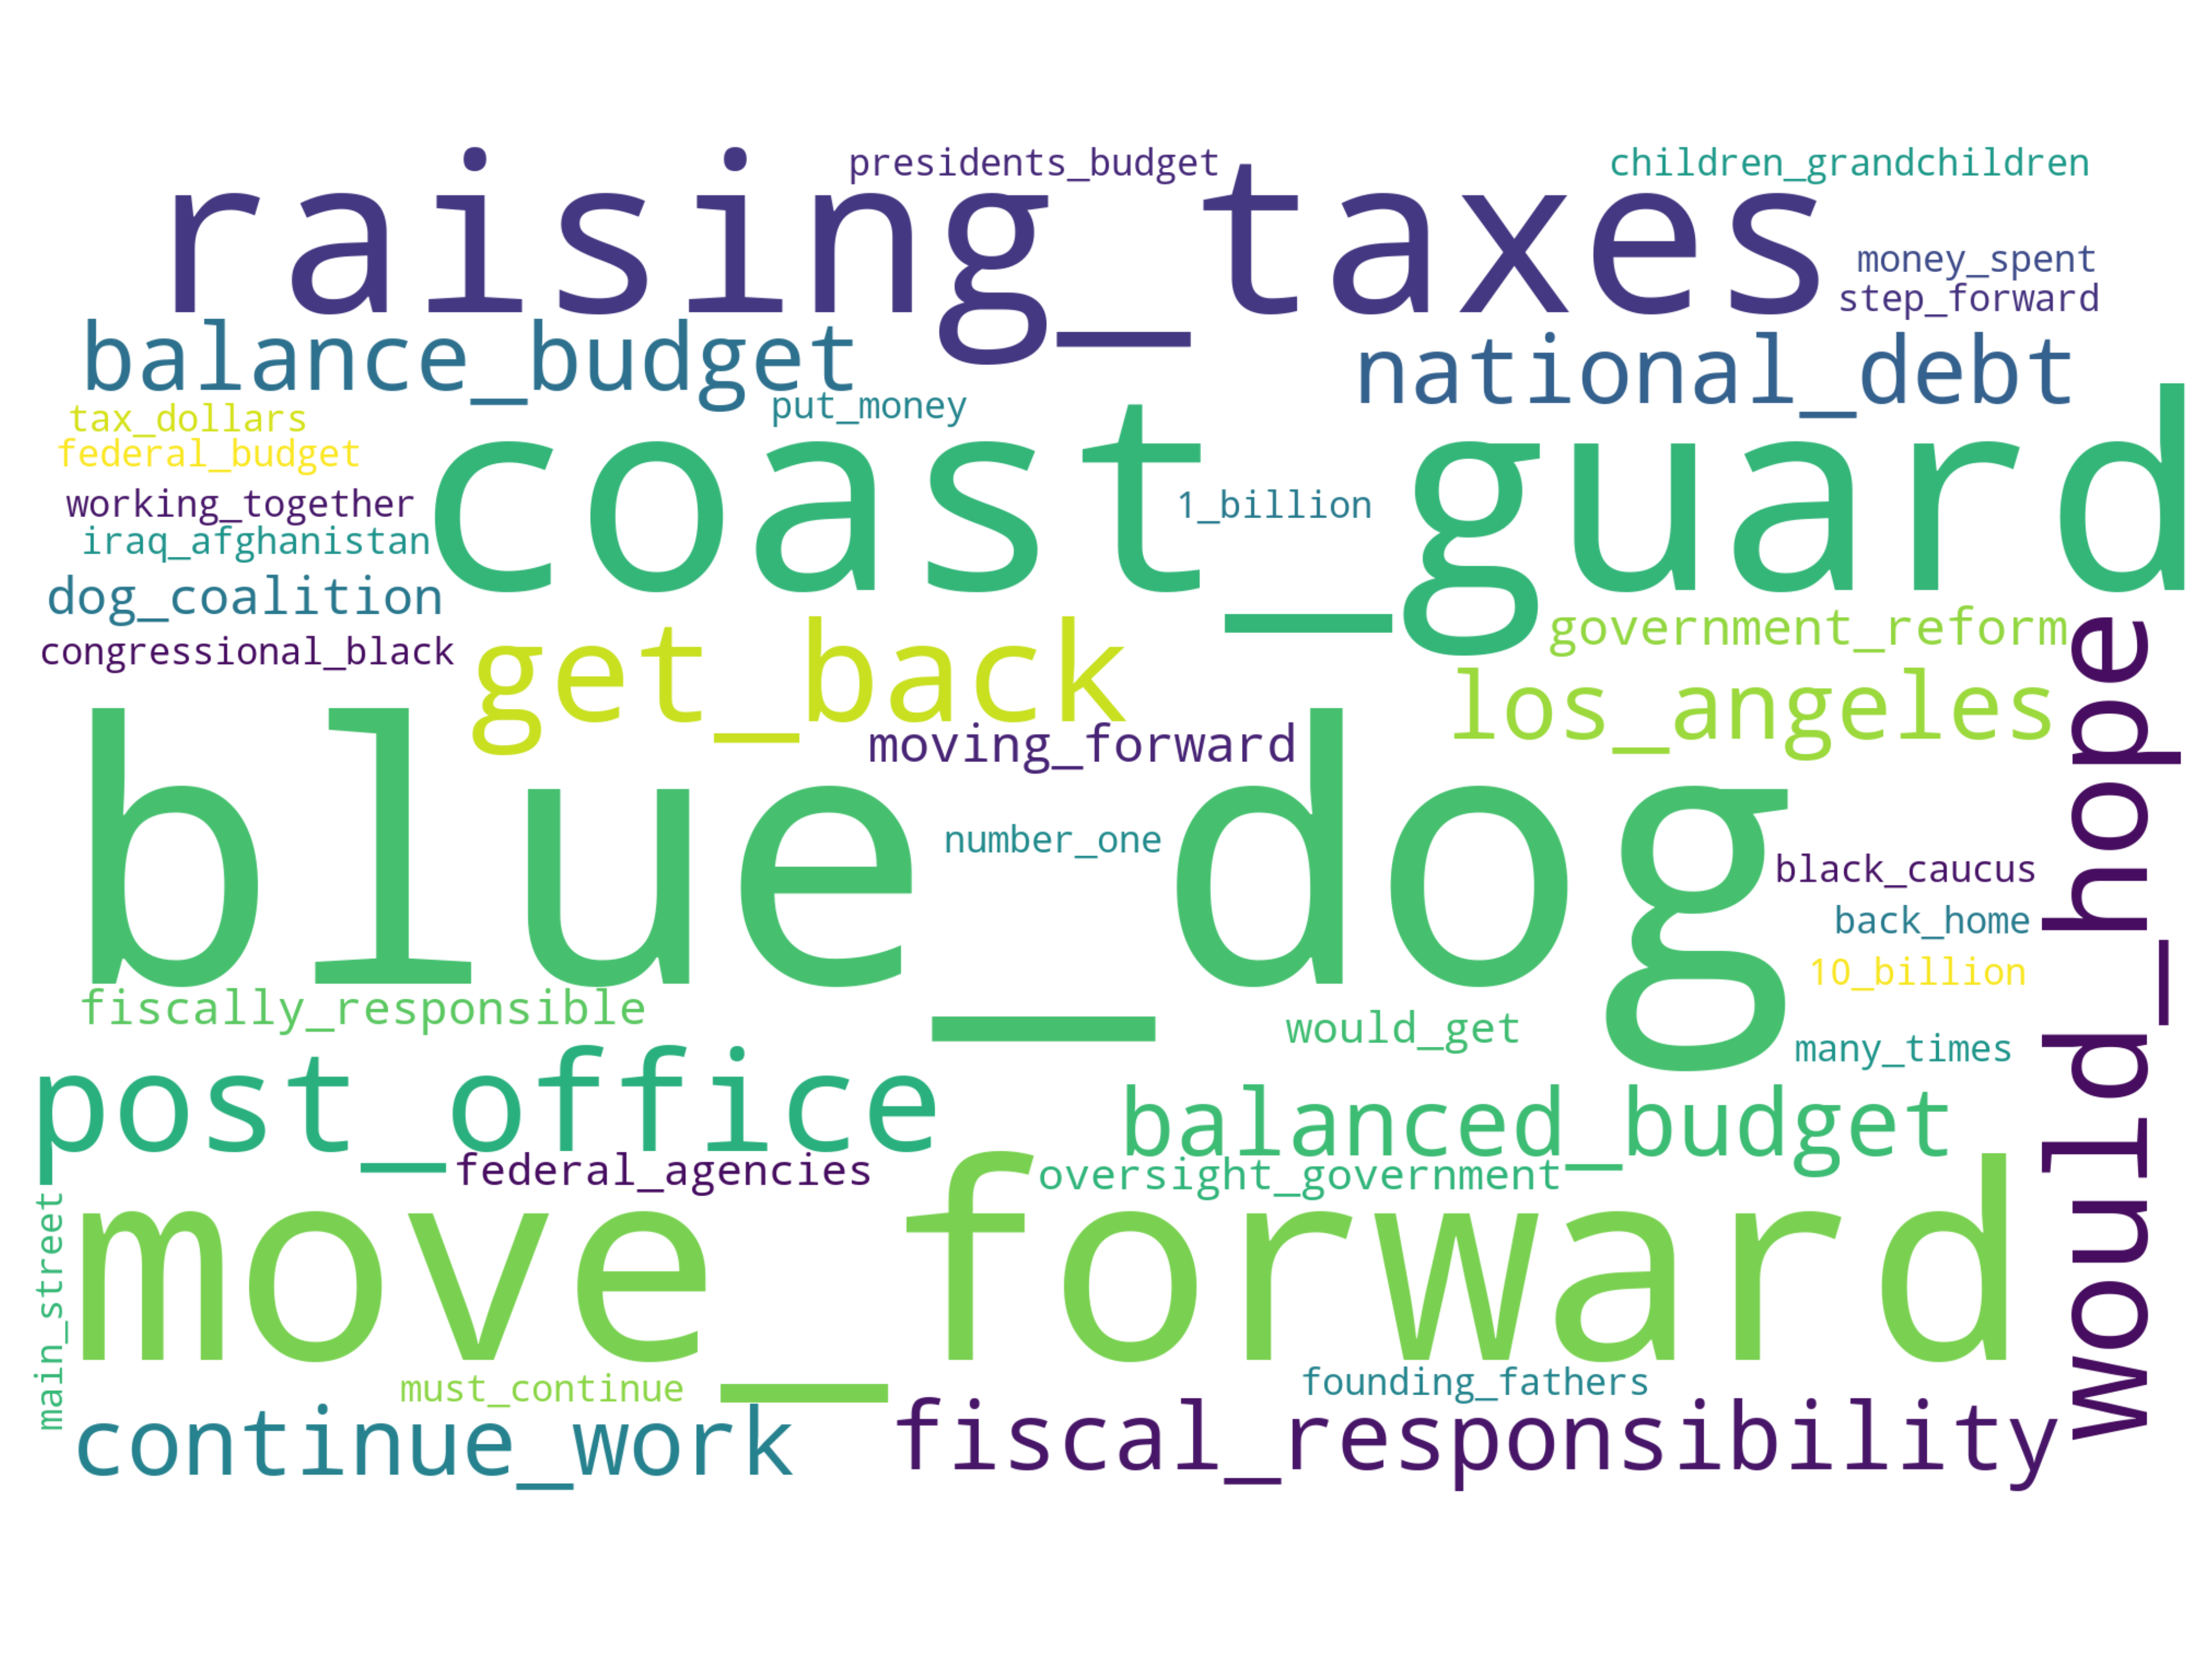 presidents_budget
children_grandchildren
raising_taxes
money_spent
step_forward
balance_budget
national_debt
tax_dollars
put_money
federal_budget
coast_guard
working_together
1_billion
iraq_afghanistan
dog_coalition
government_reform
congressional_black
get_back
los_angeles
would_hope
moving_forward
blue_dog
number_one
black_caucus
back_home
10_billion
fiscally_responsible
would_get
many_times
post_office
balanced_budget
federal_agencies
oversight_government
main_street
move_forward
must_continue
founding_fathers
continue_work
fiscal_responsibility